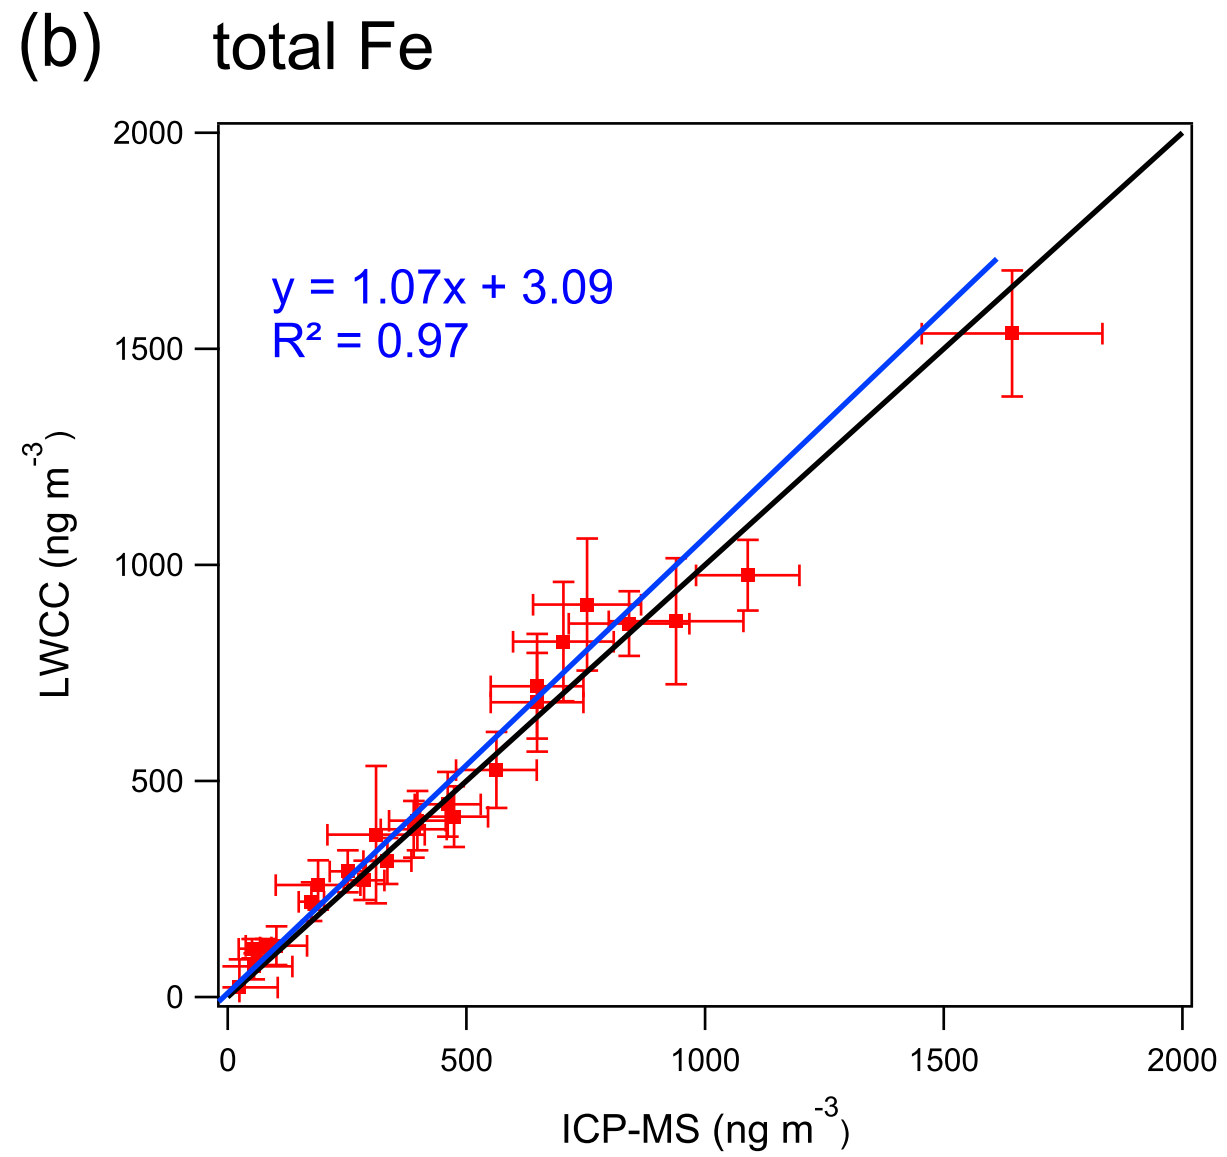 (b) total Fe
2000
y = 1.07x + 3.09
R² = 0.97
1500
1000
500
0
LWCC (ng m⁻³)
0 500 1000 1500 2000
ICP-MS (ng m⁻³)